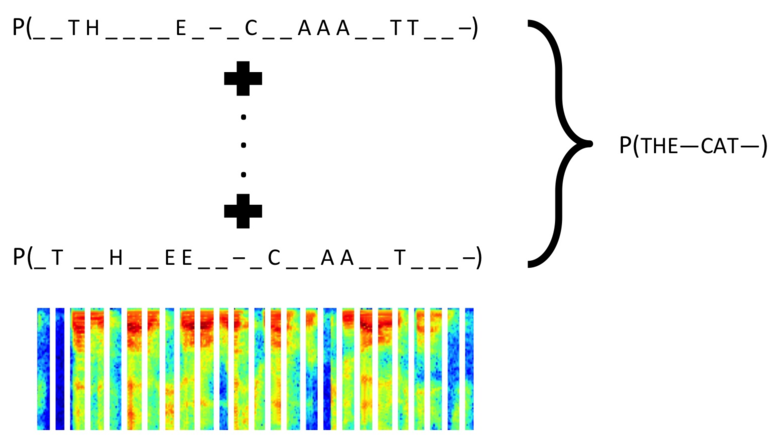 P(_ _ T H _ _ _ _ E _ – _ C _ _ A A A _ _ T T _ _ –)
P(THE—CAT—)
P(_ T _ _ H _ _ E E _ _ – _ C _ _ A A _ _ T _ _ _ –)